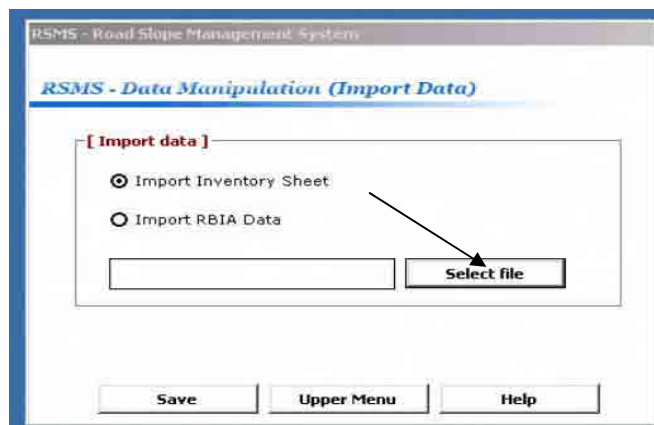 RSMS - Road Slope Management System
RSMS - Data Manipulation (Import Data)
[ Import data ]
Import Inventory Sheet
Import RBIA Data
Select file
Save Upper Menu Help